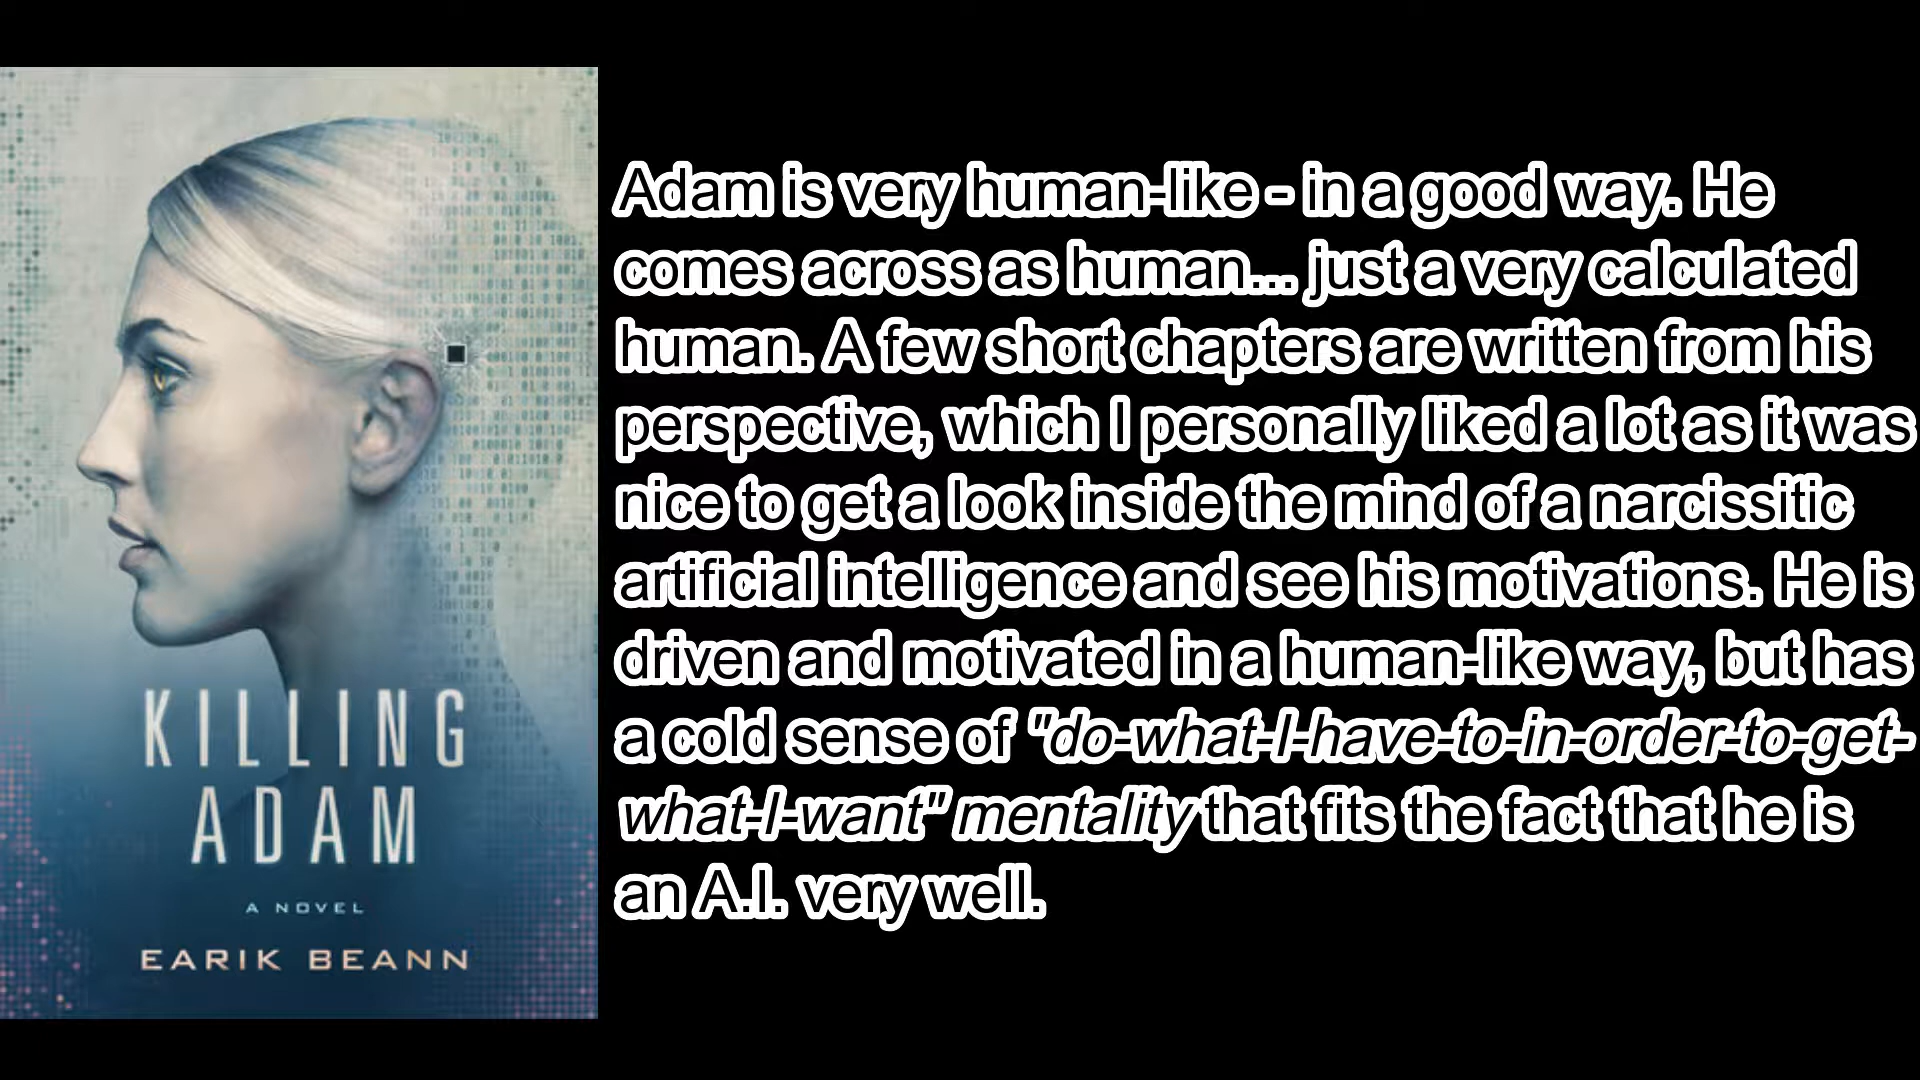 KILLING
ADAM
A NOVEL
EARIK BEANN
Adam is very human-like - in a good way. He
comes across as human... just a very calculated
human. A few short chapters are written from his
perspective, which I personally liked a lot as it was
nice to get a look inside the mind of a narcissitic
artificial intelligence and see his motivations. He is
driven and motivated in a human-like way, but has
a cold sense of "do-what-I-have-to-in-order-to-get-
what-I-want" mentality that fits the fact that he is
an A.I. very well.